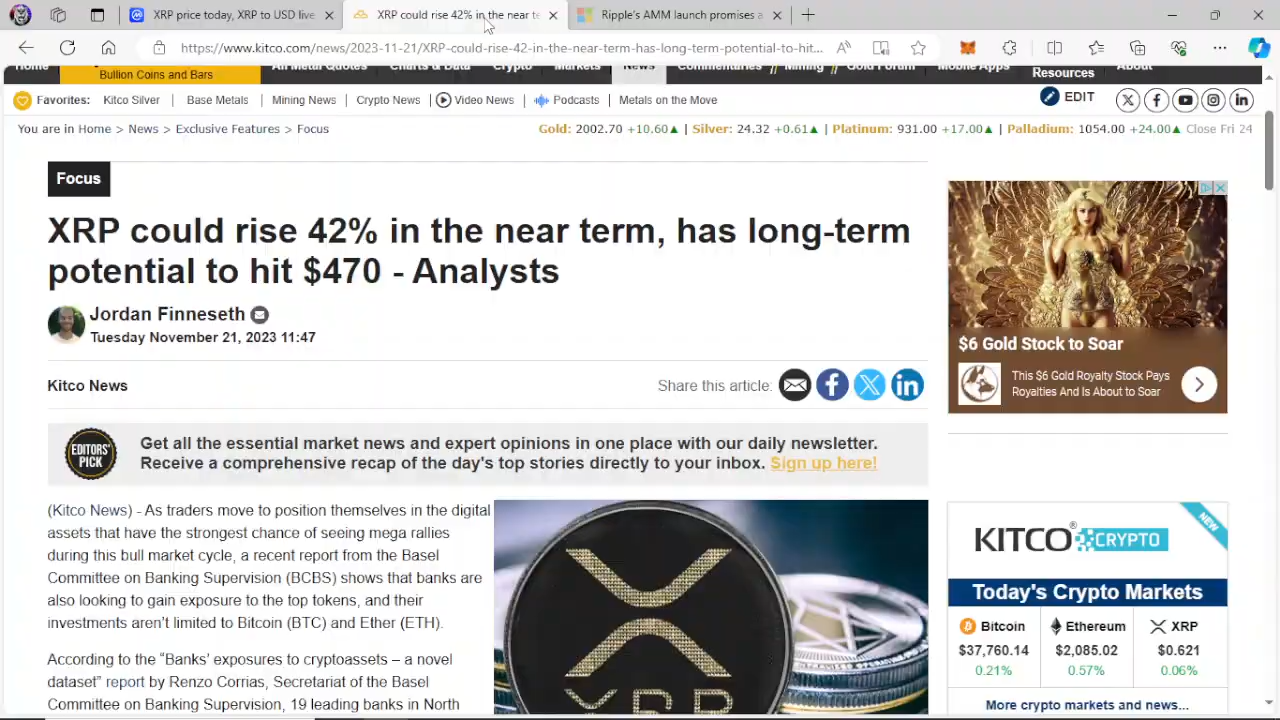 XRP price today, XRP to USD live
XRP could rise 42% in the near te
Ripple's AMM launch promises a
https://www.kitco.com/news/2023-11-21/XRP-could-rise-42-in-the-near-term-has-long-term-potential-to-hit...
Home
Bullion Coins and Bars
All Metal Quotes
Charts & Data
Crypto
Markets
News
Commentaries // Mining // Gold Forum
Mobile Apps
Resources
About
Favorites: Kitco Silver | Base Metals | Mining News | Crypto News | Video News | Podcasts | Metals on the Move
EDIT
You are in Home > News > Exclusive Features > Focus
Gold: 2002.70 +10.60▲ | Silver: 24.32 +0.61▲ | Platinum: 931.00 +17.00▲ | Palladium: 1054.00 +24.00▲ Close Fri 24
Focus
XRP could rise 42% in the near term, has long-term
potential to hit $470 - Analysts
Jordan Finneseth
Tuesday November 21, 2023 11:47
Kitco News
Share this article:
EDITORS' PICK
Get all the essential market news and expert opinions in one place with our daily newsletter.
Receive a comprehensive recap of the day's top stories directly to your inbox. Sign up here!
(Kitco News) - As traders move to position themselves in the digital
assets that have the strongest chance of seeing mega rallies
during this bull market cycle, a recent report from the Basel
Committee on Banking Supervision (BCBS) shows that banks are
also looking to gain exposure to the top tokens, and their
investments aren't limited to Bitcoin (BTC) and Ether (ETH).
According to the "Banks' exposures to cryptoassets – a novel
dataset" report by Renzo Corrias, Secretariat of the Basel
Committee on Banking Supervision, 19 leading banks in North
XRP
$6 Gold Stock to Soar
This $6 Gold Royalty Stock Pays
Royalties And Is About to Soar
NEW
KITCO® CRYPTO
Today's Crypto Markets
Bitcoin
Ethereum
XRP
$37,760.14
$2,085.02
$0.621
0.21%
0.57%
0.06%
More crypto markets and news...